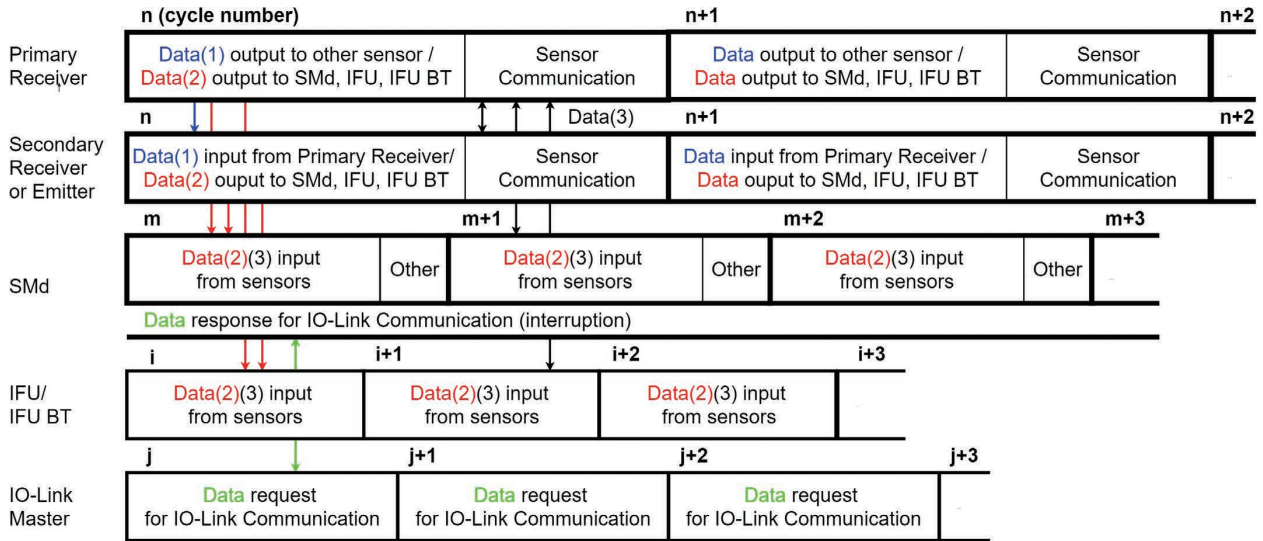 n (cycle number) n+1 n+2
Primary
Receiver
Data(1) output to other sensor /
Data(2) output to SMd, IFU, IFU BT
Sensor
Communication
Data output to other sensor /
Data output to SMd, IFU, IFU BT
Sensor
Communication
n Data(3) n+1 n+2
Secondary
Receiver
or Emitter
Data(1) input from Primary Receiver/
Data(2) ouput to SMd, IFU, IFU BT
Sensor
Communication
Data input from Primary Receiver /
Data ouput to SMd, IFU, IFU BT
Sensor
Communication
m m+1 m+2 m+3
SMd
Data(2)(3) input
from sensors
Other
Data(2)(3) input
from sensors
Other
Data(2)(3) input
from sensors
Other
Data response for IO-Link Communication (interruption)
i i+1 i+2 i+3
IFU/
IFU BT
Data(2)(3) input
from sensors
Data(2)(3) input
from sensors
Data(2)(3) input
from sensors
j j+1 j+2 j+3
IO-Link
Master
Data request
for IO-Link Communication
Data request
for IO-Link Communication
Data request
for IO-Link Communication